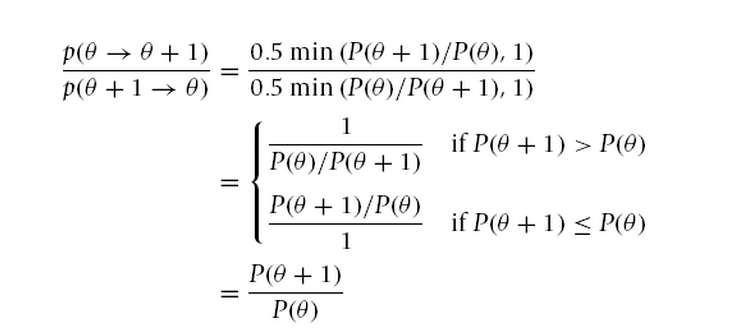 p(θ → θ + 1) / p(θ + 1 → θ) = 0.5 min (P(θ + 1)/P(θ), 1) / 0.5 min (P(θ)/P(θ + 1), 1)
= { 1 / P(θ)/P(θ + 1) if P(θ + 1) > P(θ)
P(θ + 1)/P(θ) / 1 if P(θ + 1) ≤ P(θ)
= P(θ + 1) / P(θ)